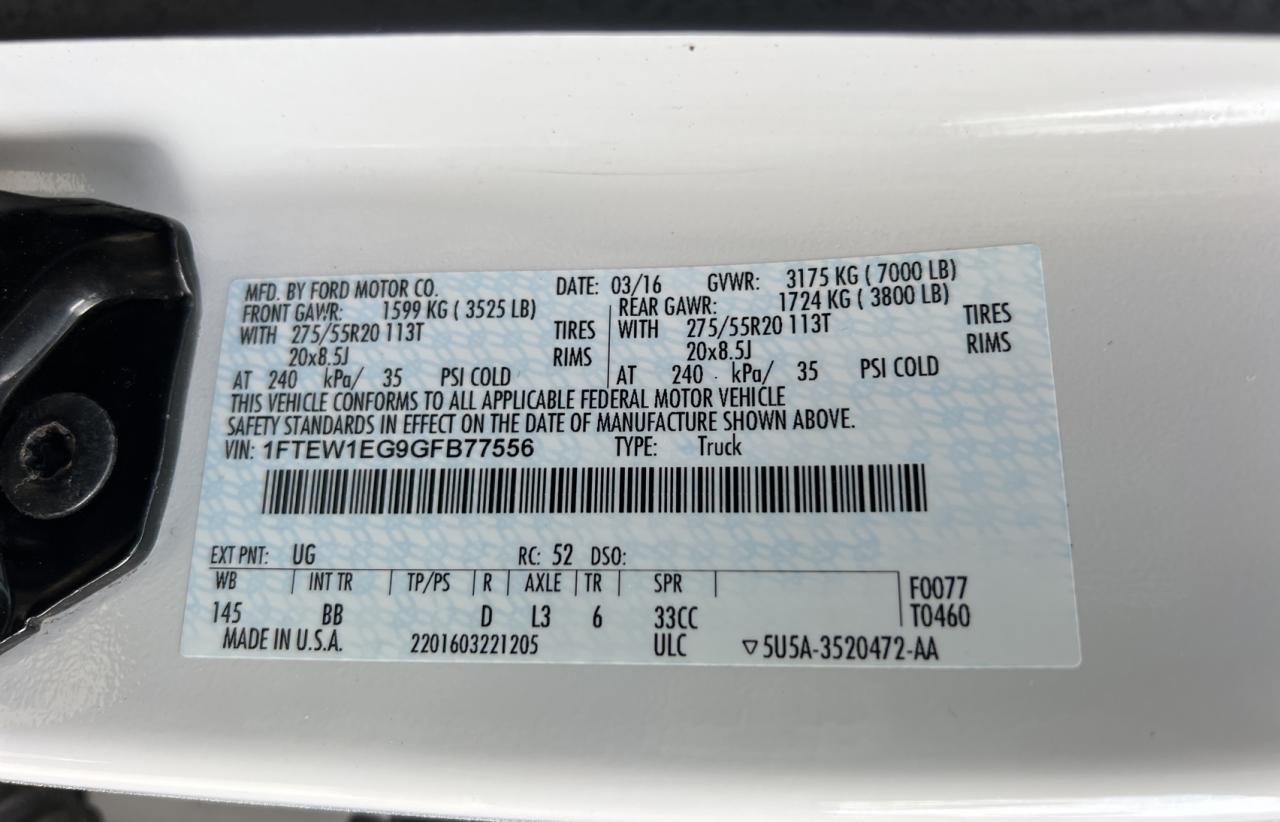 MFD. BY FORD MOTOR CO. DATE: 03/16 GVWR: 3175 KG ( 7000 LB)
FRONT GAWR: 1599 KG ( 3525 LB) REAR GAWR: 1724 KG ( 3800 LB)
WITH 275/55R20 113T TIRES WITH 275/55R20 113T TIRES
20x8.5J RIMS 20x8.5J RIMS
AT 240 kPa/ 35 PSI COLD AT 240 kPa/ 35 PSI COLD
THIS VEHICLE CONFORMS TO ALL APPLICABLE FEDERAL MOTOR VEHICLE
SAFETY STANDARDS IN EFFECT ON THE DATE OF MANUFACTURE SHOWN ABOVE.
VIN: 1FTEW1EG9GFB77556 TYPE: Truck
EXT PNT: UG RC: 52 DSO:
WB INT TR TP/PS R AXLE TR SPR F0077
145 BB D L3 6 33CC T0460
MADE IN U.S.A. 2201603221205 ULC ▽5U5A-3520472-AA